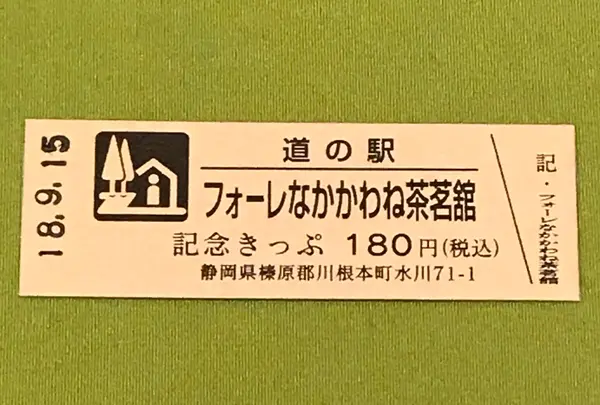 18.9.15
道の駅
フォーレなかかわね茶茗舘
記念きっぷ 180円(税込)
静岡県榛原郡川根本町水川71-1
記・フォーレなかかわね茶茗舘